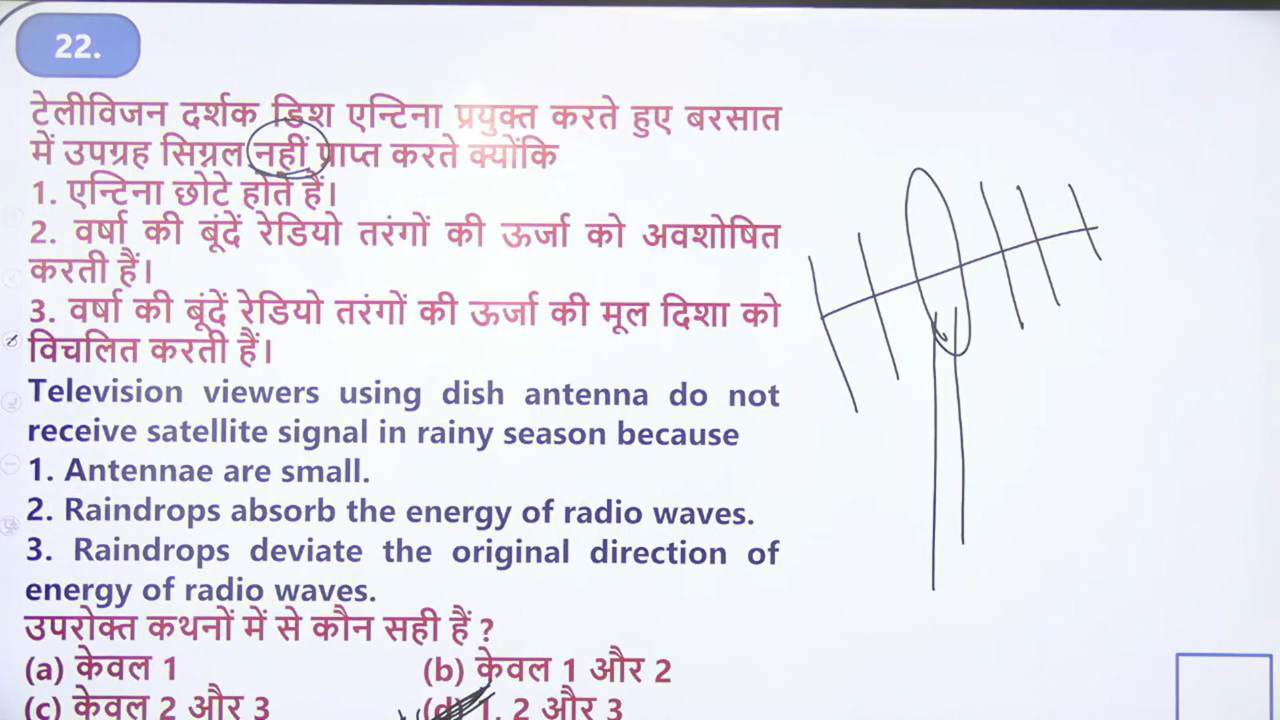 22.
टेलीविजन दर्शक डिश एन्टिना प्रयुक्त करते हुए बरसात
में उपग्रह सिग्नल नहीं प्राप्त करते क्योंकि
1. एन्टिना छोटे होते हैं।
2. वर्षा की बूंदें रेडियो तरंगों की ऊर्जा को अवशोषित
करती हैं।
3. वर्षा की बूंदें रेडियो तरंगों की ऊर्जा की मूल दिशा को
विचलित करती हैं।
Television viewers using dish antenna do not
receive satellite signal in rainy season because
1. Antennae are small.
2. Raindrops absorb the energy of radio waves.
3. Raindrops deviate the original direction of
energy of radio waves.
उपरोक्त कथनों में से कौन सही हैं ?
(a) केवल 1 (b) केवल 1 और 2
(c) केवल 2 और 3 (d) 1, 2 और 3